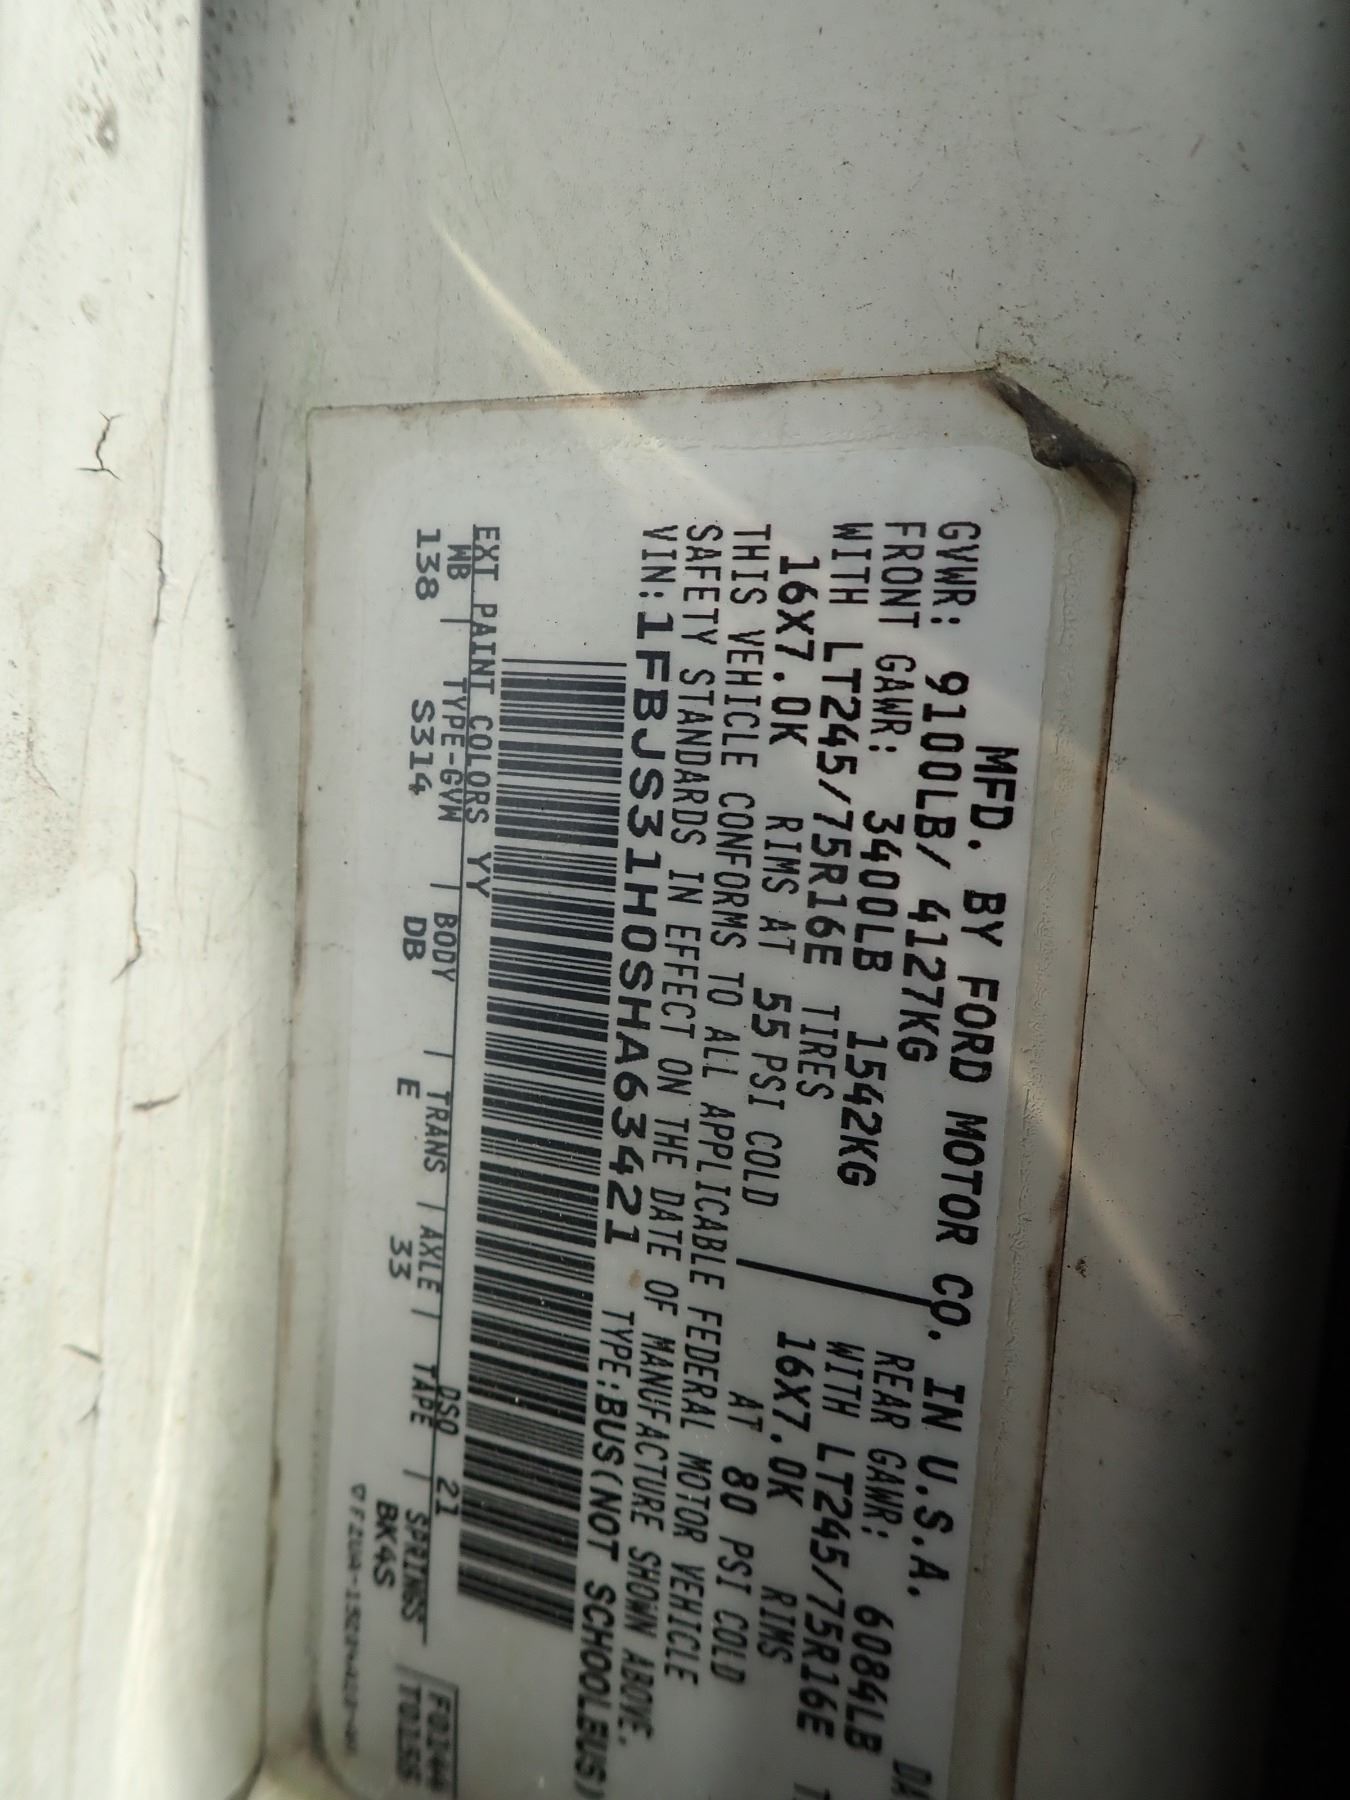 MFD. BY FORD MOTOR CO. IN U.S.A.
GVWR: 9100LB/ 4127KG
FRONT GAWR: 3400LB 1542KG
WITH LT245/75R16E TIRES
16X7.0K RIMS AT 55 PSI COLD
REAR GAWR: 6084LB
WITH LT245/75R16E
16X7.0K RIMS
AT 80 PSI COLD
THIS VEHICLE CONFORMS TO ALL APPLICABLE FEDERAL MOTOR VEHICLE
SAFETY STANDARDS IN EFFECT ON THE DATE OF MANUFACTURE SHOWN ABOVE.
VIN: 1FBJS31H0SHA63421 TYPE: BUS(NOT SCHOOLBUS)
EXT PAINT COLORS YY DSO 21
WB | TYPE-GVM | BODY | TRANS | AXLE | TAPE | SPRINGS
138 S314 DB E 33 BK4S